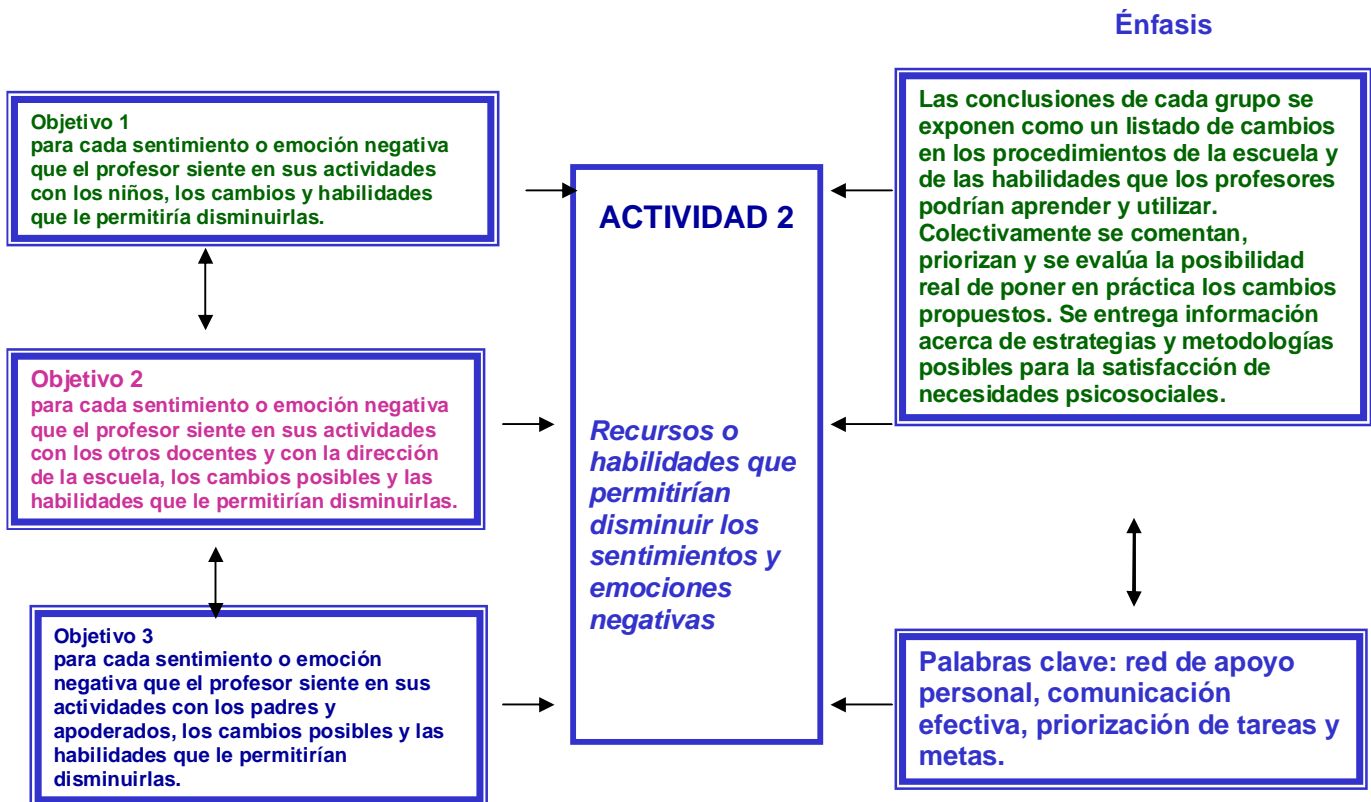 Énfasis
Objetivo 1
para cada sentimiento o emoción negativa
que el profesor siente en sus actividades
con los niños, los cambios y habilidades
que le permitiría disminuirlas.
Objetivo 2
para cada sentimiento o emoción negativa
que el profesor siente en sus actividades
con los otros docentes y con la dirección
de la escuela, los cambios posibles y las
habilidades que le permitirían disminuirlas.
Objetivo 3
para cada sentimiento o emoción
negativa que el profesor siente en sus
actividades con los padres y
apoderados, los cambios posibles y las
habilidades que le permitirían
disminuirlas.
ACTIVIDAD 2
Recursos o
habilidades que
permitirían
disminuir los
sentimientos y
emociones
negativas
Las conclusiones de cada grupo se
exponen como un listado de cambios
en los procedimientos de la escuela y
de las habilidades que los profesores
podrían aprender y utilizar.
Colectivamente se comentan,
priorizan y se evalúa la posibilidad
real de poner en práctica los cambios
propuestos. Se entrega información
acerca de estrategias y metodologías
posibles para la satisfacción de
necesidades psicosociales.
Palabras clave: red de apoyo
personal, comunicación
efectiva, priorización de tareas y
metas.